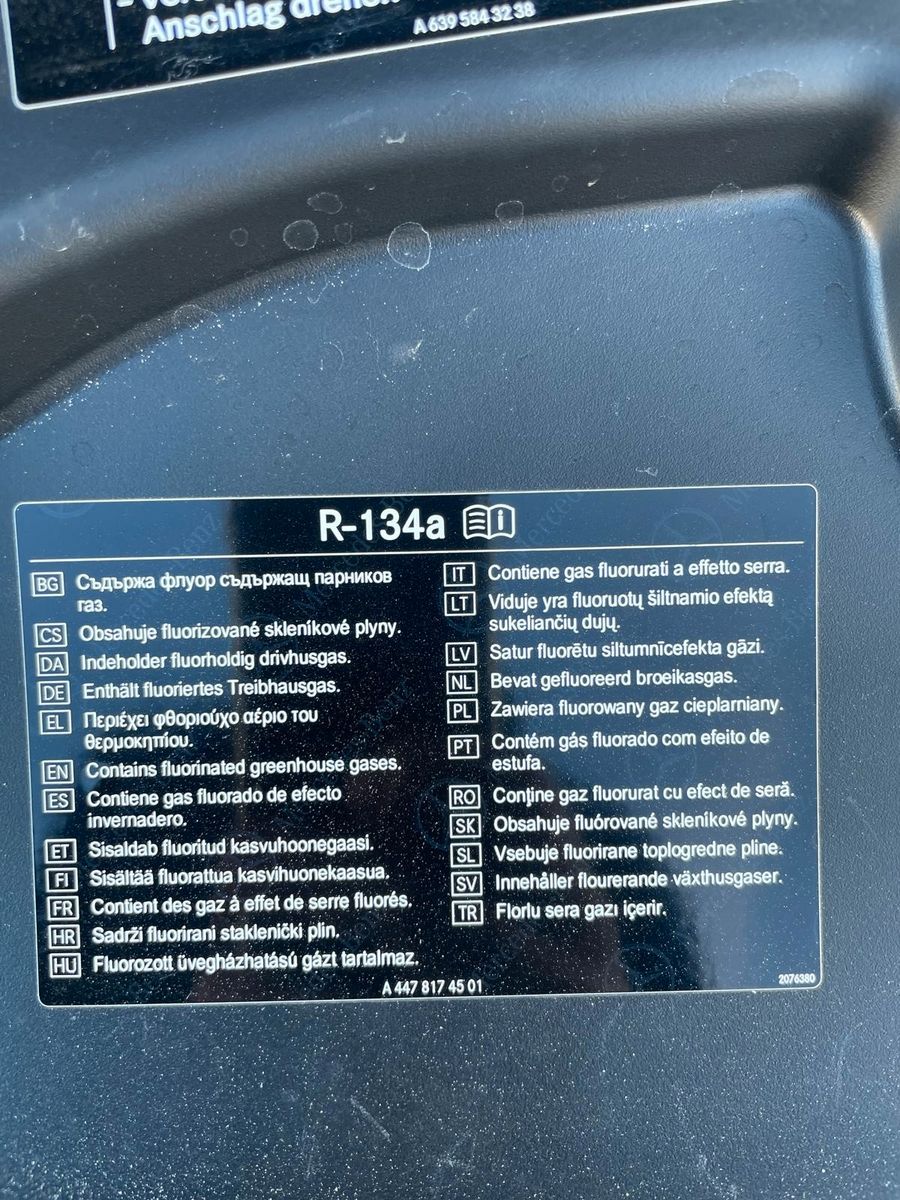 Anschlag drehen
A 639 584 32 38
R-134a
BG Съдържа флуор съдържащ парников
газ.
CS Obsahuje fluorizované skleníkové plyny.
DA Indeholder fluorholdig drivhusgas.
DE Enthält fluoriertes Treibhausgas.
EL Περιέχει φθοριούχο αέριο του
θερμοκηπίου.
EN Contains fluorinated greenhouse gases.
ES Contiene gas fluorado de efecto
invernadero.
ET Sisaldab fluoritud kasvuhoonegaasi.
FI Sisältää fluorattua kasvihuonekaasua.
FR Contient des gaz à effet de serre fluorés.
HR Sadrži fluorirani staklenički plin.
HU Fluorozott üvegházhatású gázt tartalmaz.
IT Contiene gas fluorurati a effetto serra.
LT Viduje yra fluoruotų šiltnamio efektą
sukeliančių dujų.
LV Satur fluorētu siltumnīcefekta gāzi.
NL Bevat gefluoreerd broeikasgas.
PL Zawiera fluorowany gaz cieplarniany.
PT Contém gás fluorado com efeito de
estufa.
RO Conţine gaz fluorurat cu efect de seră.
SK Obsahuje fluórované skleníkové plyny.
SL Vsebuje fluorirane toplogredne pline.
SV Innehåller flourerande växthusgaser.
TR Florlu sera gazı içerir.
A 447 817 45 01
2076380